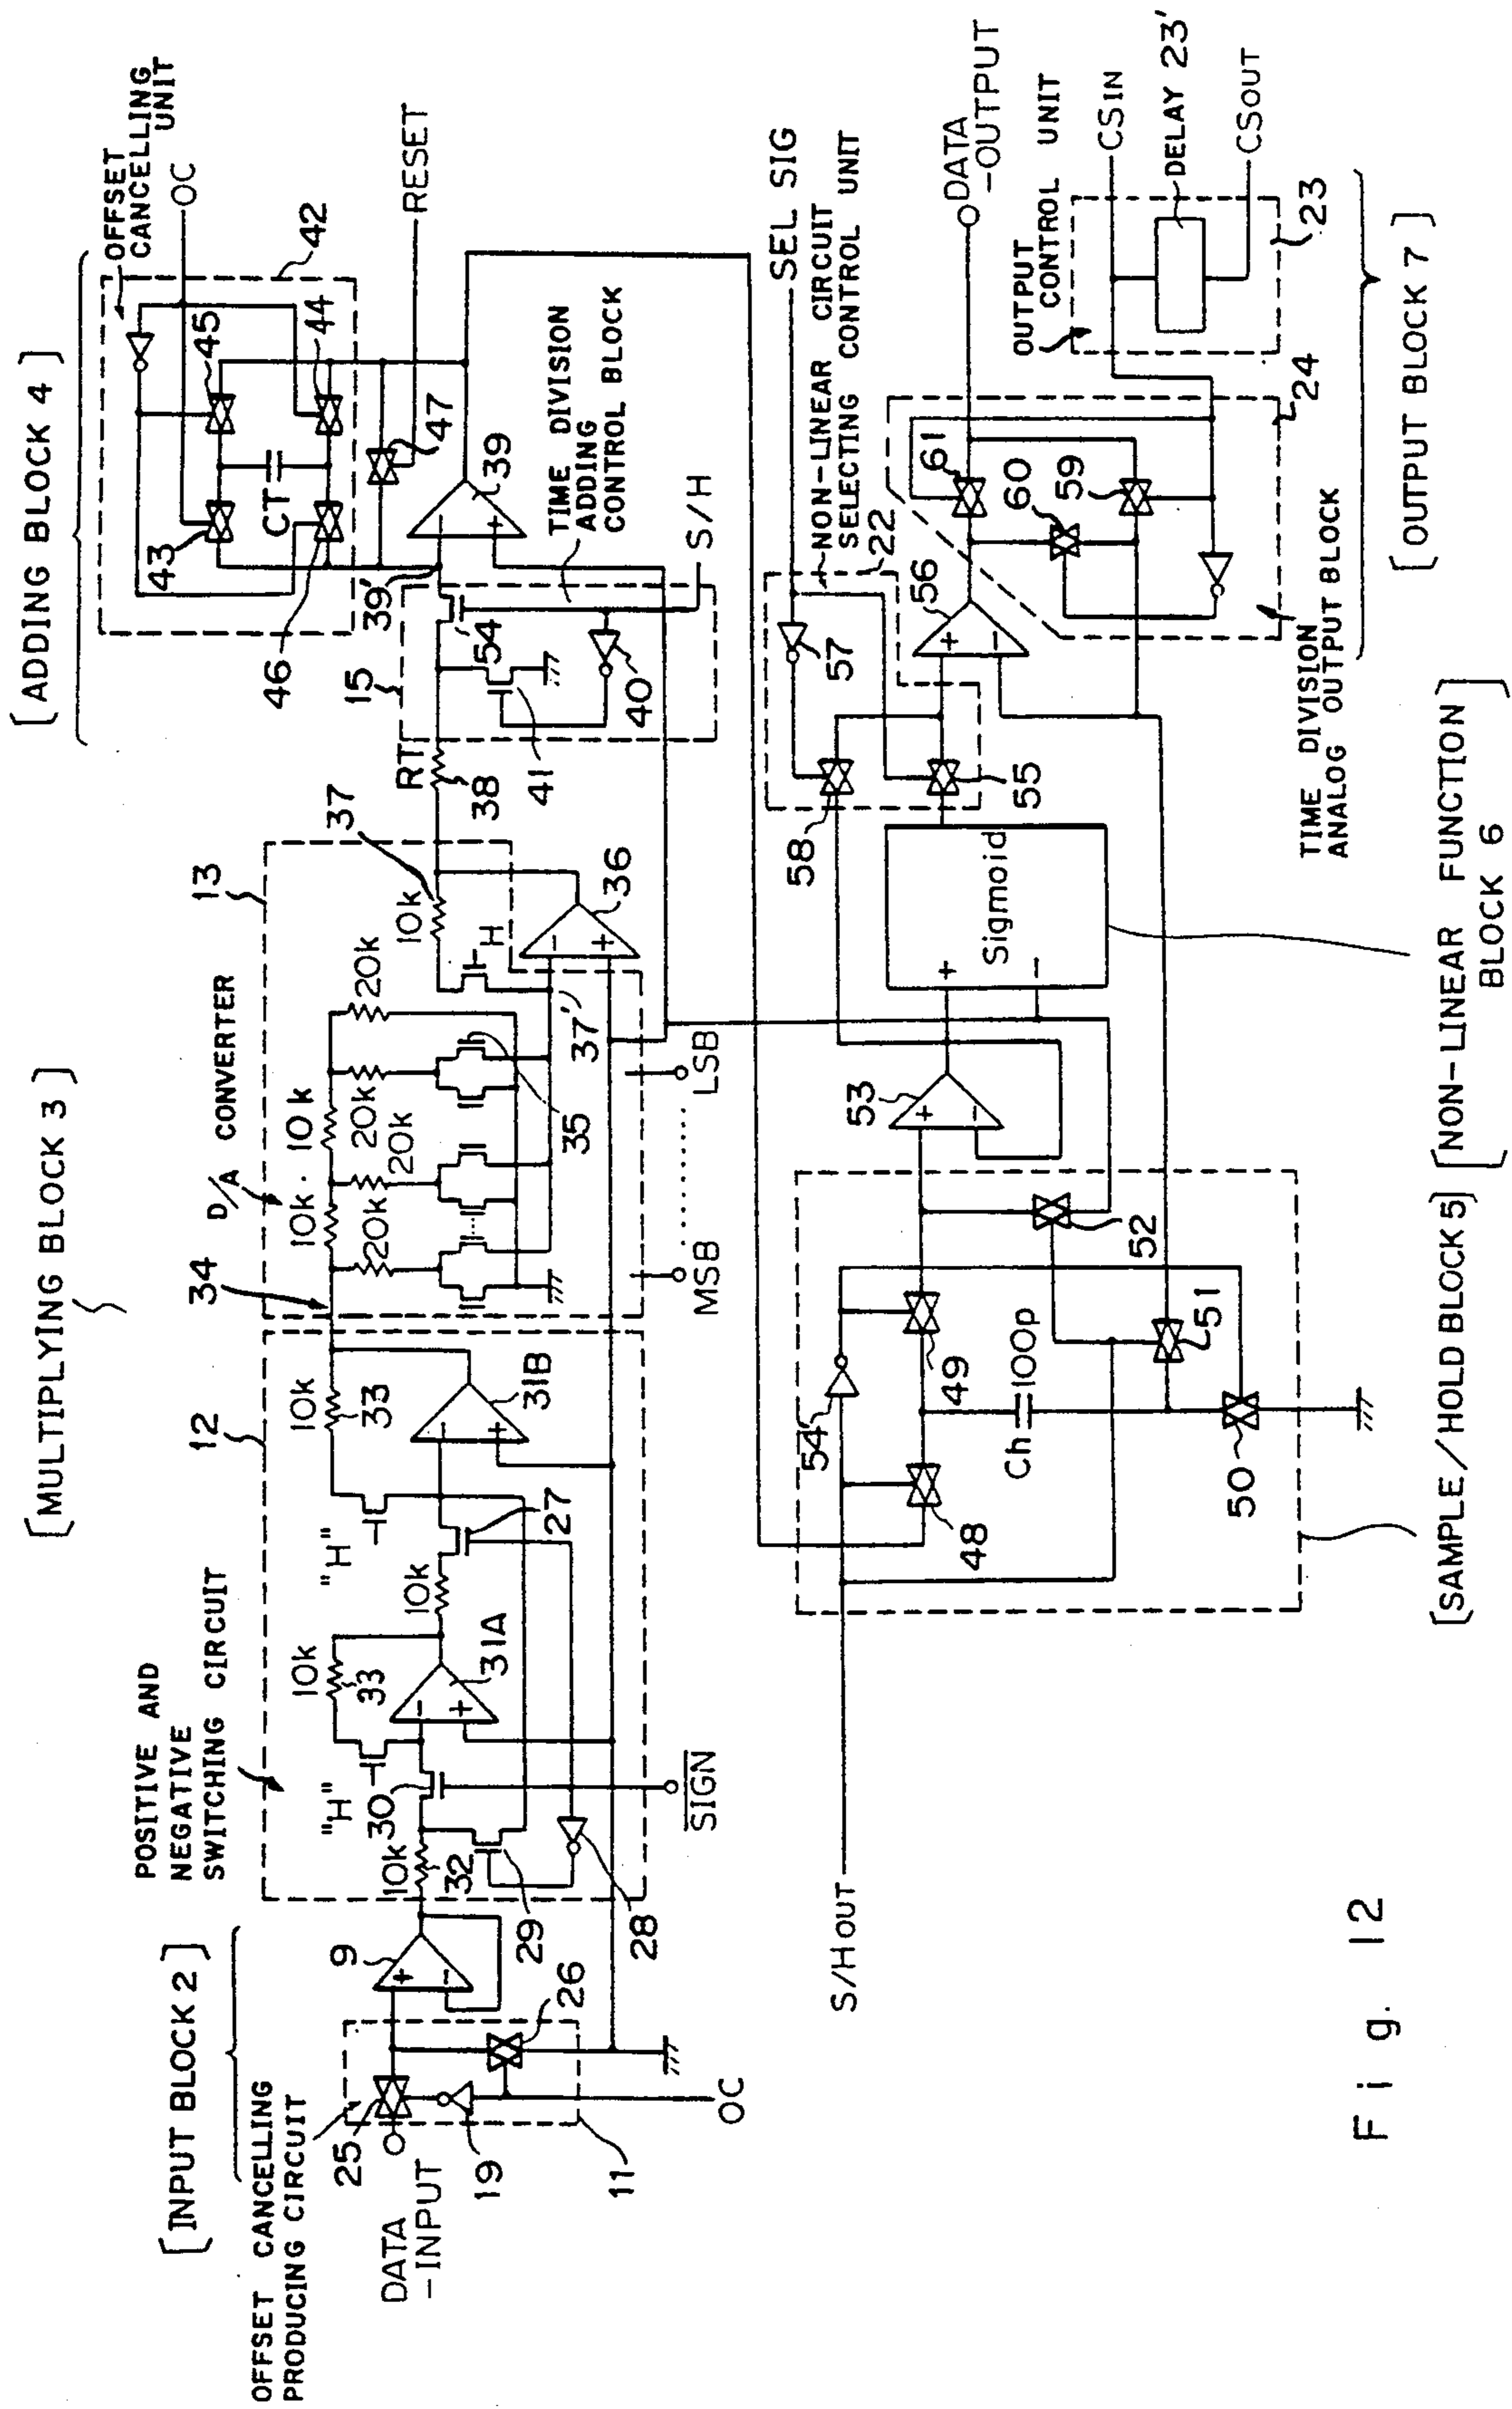 [INPUT BLOCK 2]
OFFSET CANCELLING
PRODUCING CIRCUIT
DATA
-INPUT
25
19
11
OC
26
9
[MULTIPLYING BLOCK 3]
POSITIVE AND
NEGATIVE
SWITCHING CIRCUIT
12
10k
32
29
28
30
"H"
SIGN
10k
33
31A
10k
27
"H"
10k
33
31B
34
D/A CONVERTER
13
10k
10k
20k
20k
20k
20k
35
MSB
LSB
37'
H
10k
37
36
[ADDING BLOCK 4]
RT
38
15
41
40
54
39'
39
TIME DIVISION
ADDING
CONTROL BLOCK
S/H
OFFSET
CANCELLING
UNIT
OC
42
43
45
CT
46
44
47
RESET
S/HOUT
54'
48
49
Ch
100p
50
51
52
[SAMPLE/HOLD BLOCK 5]
53
+
Sigmoid
-
[NON-LINEAR FUNCTION
BLOCK 6]
SEL SIG
NON-LINEAR CIRCUIT
SELECTING CONTROL UNIT
22
57
58
55
56
61
60
59
DATA
-OUTPUT
TIME DIVISION
ANALOG OUTPUT BLOCK
24
OUTPUT
CONTROL UNIT
CSIN
DELAY 23'
CSOUT
23
[OUTPUT BLOCK 7]
Fig. 12